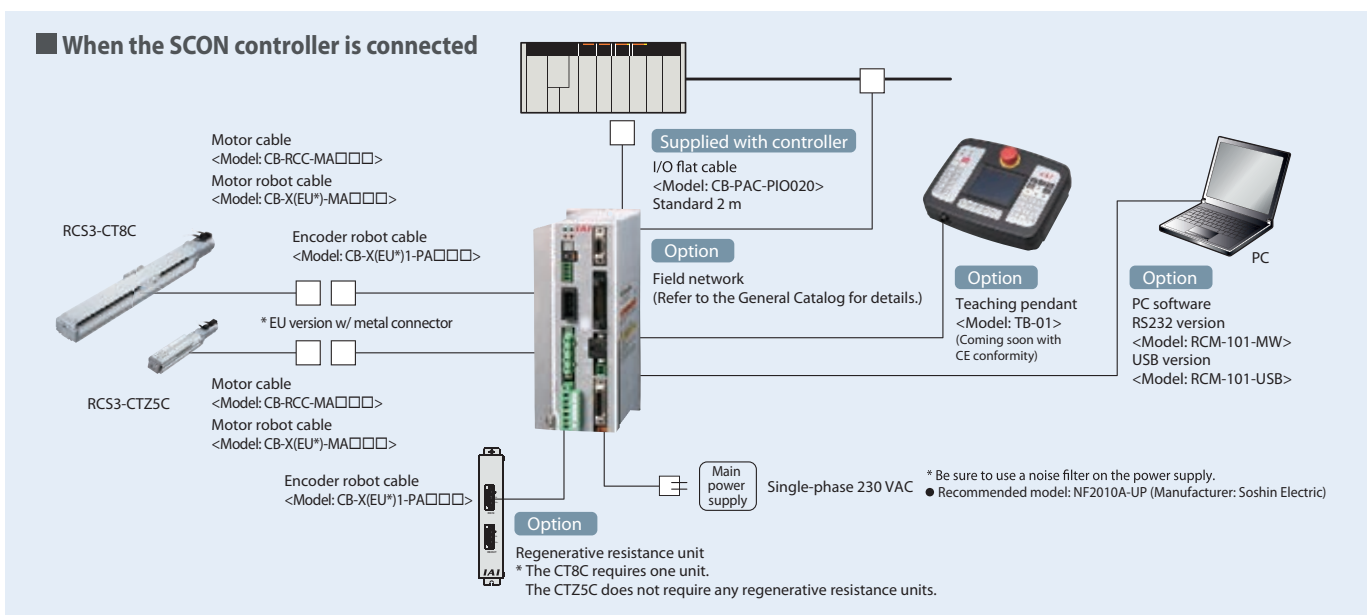 When the SCON controller is connected
Motor cable
<Model: CB-RCC-MA□□□>
Motor robot cable
<Model: CB-X(EU*)-MA□□□>
RCS3-CT8C
Encoder robot cable
<Model: CB-X(EU*)1-PA□□□>
* EU version w/ metal connector
RCS3-CTZ5C
Motor cable
<Model: CB-RCC-MA□□□>
Motor robot cable
<Model: CB-X(EU*)-MA□□□>
Encoder robot cable
<Model: CB-X(EU*)1-PA□□□>
Supplied with controller
I/O flat cable
<Model: CB-PAC-PIO020>
Standard 2 m
Option
Field network
(Refer to the General Catalog for details.)
IAI
Option
Teaching pendant
<Model: TB-01>
(Coming soon with
CE conformity)
PC
Option
PC software
RS232 version
<Model: RCM-101-MW>
USB version
<Model: RCM-101-USB>
Main
power
supply
Single-phase 230 VAC
* Be sure to use a noise filter on the power supply.
● Recommended model: NF2010A-UP (Manufacturer: Soshin Electric)
IAI
Option
Regenerative resistance unit
* The CT8C requires one unit.
The CTZ5C does not require any regenerative resistance units.